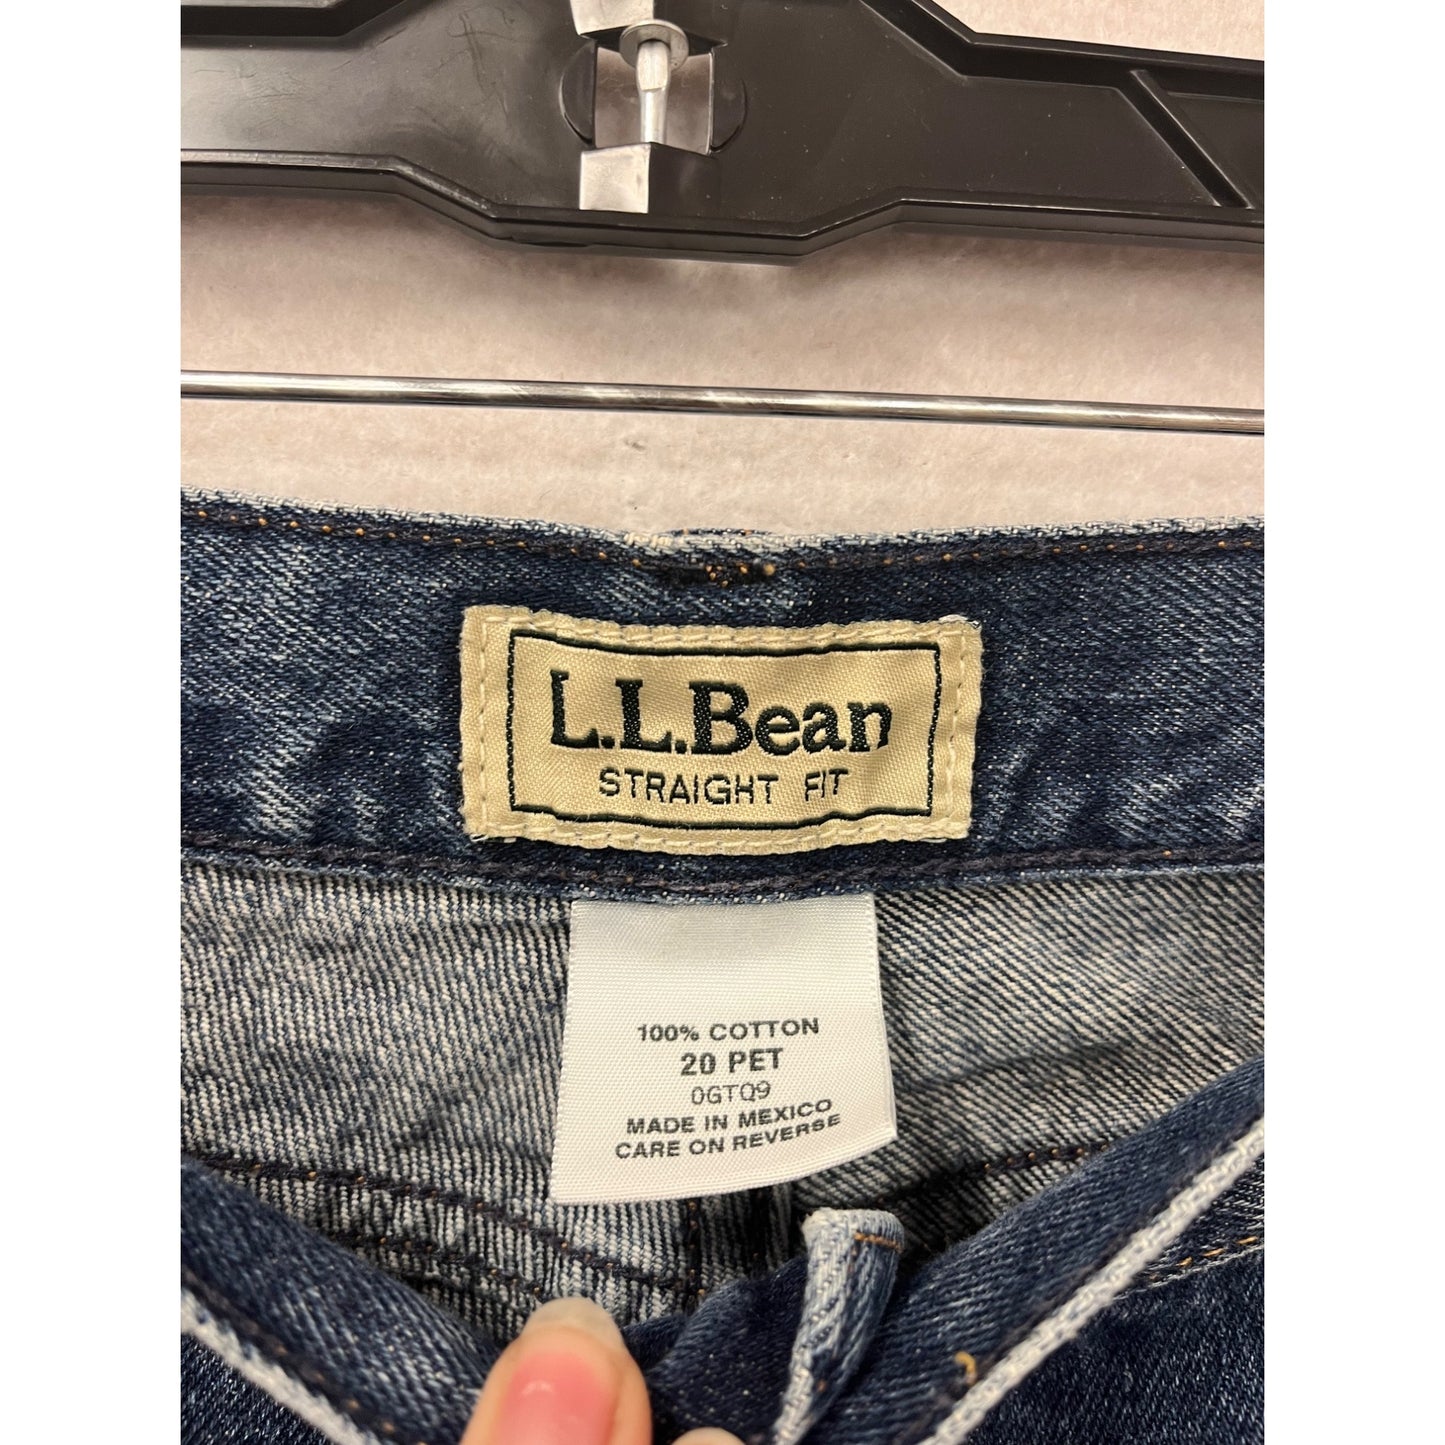 L.L.Bean
STRAIGHT FIT
100% COTTON
20 PET
0GTQ9
MADE IN MEXICO
CARE ON REVERSE